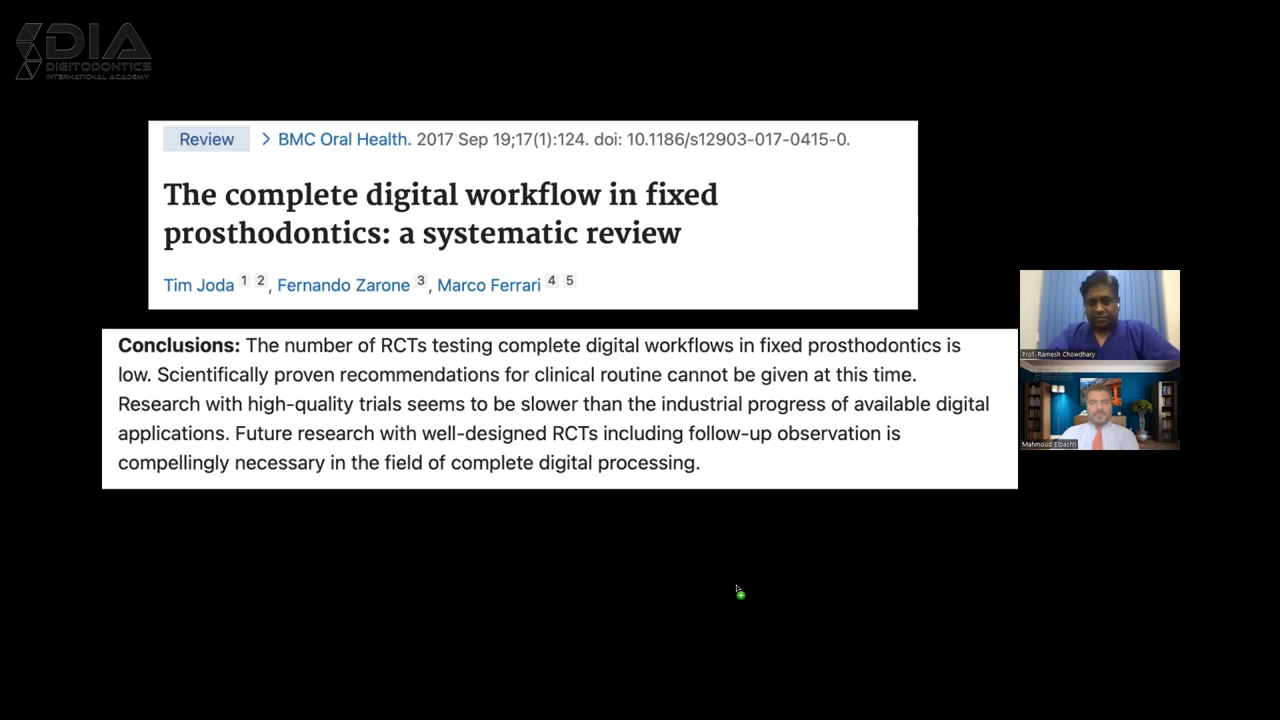 DIA
DIGITODONTICS
INTERNATIONAL ACADEMY
Review > BMC Oral Health. 2017 Sep 19;17(1):124. doi: 10.1186/s12903-017-0415-0.
The complete digital workflow in fixed
prosthodontics: a systematic review
Tim Joda 1 2, Fernando Zarone 3, Marco Ferrari 4 5
Conclusions: The number of RCTs testing complete digital workflows in fixed prosthodontics is
low. Scientifically proven recommendations for clinical routine cannot be given at this time.
Research with high-quality trials seems to be slower than the industrial progress of available digital
applications. Future research with well-designed RCTs including follow-up observation is
compellingly necessary in the field of complete digital processing.
Prof. Ramesh Chowdhary
Mahmoud Elbashti